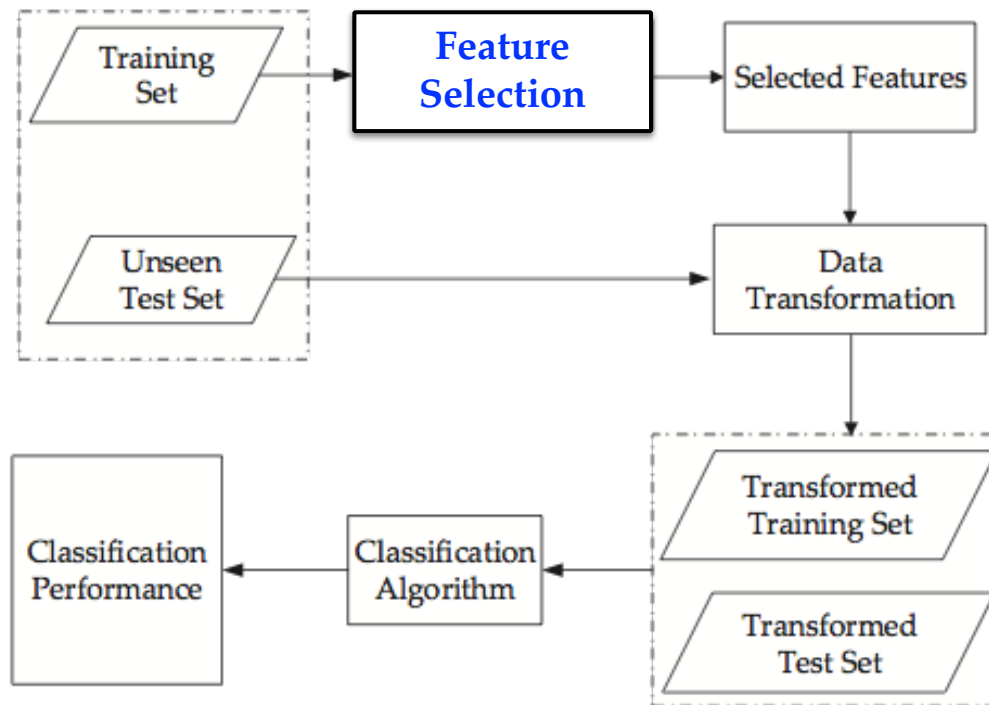 Training
Set
Feature
Selection
Selected Features
Unseen
Test Set
Data
Transformation
Transformed
Training Set
Transformed
Test Set
Classification
Algorithm
Classification
Performance